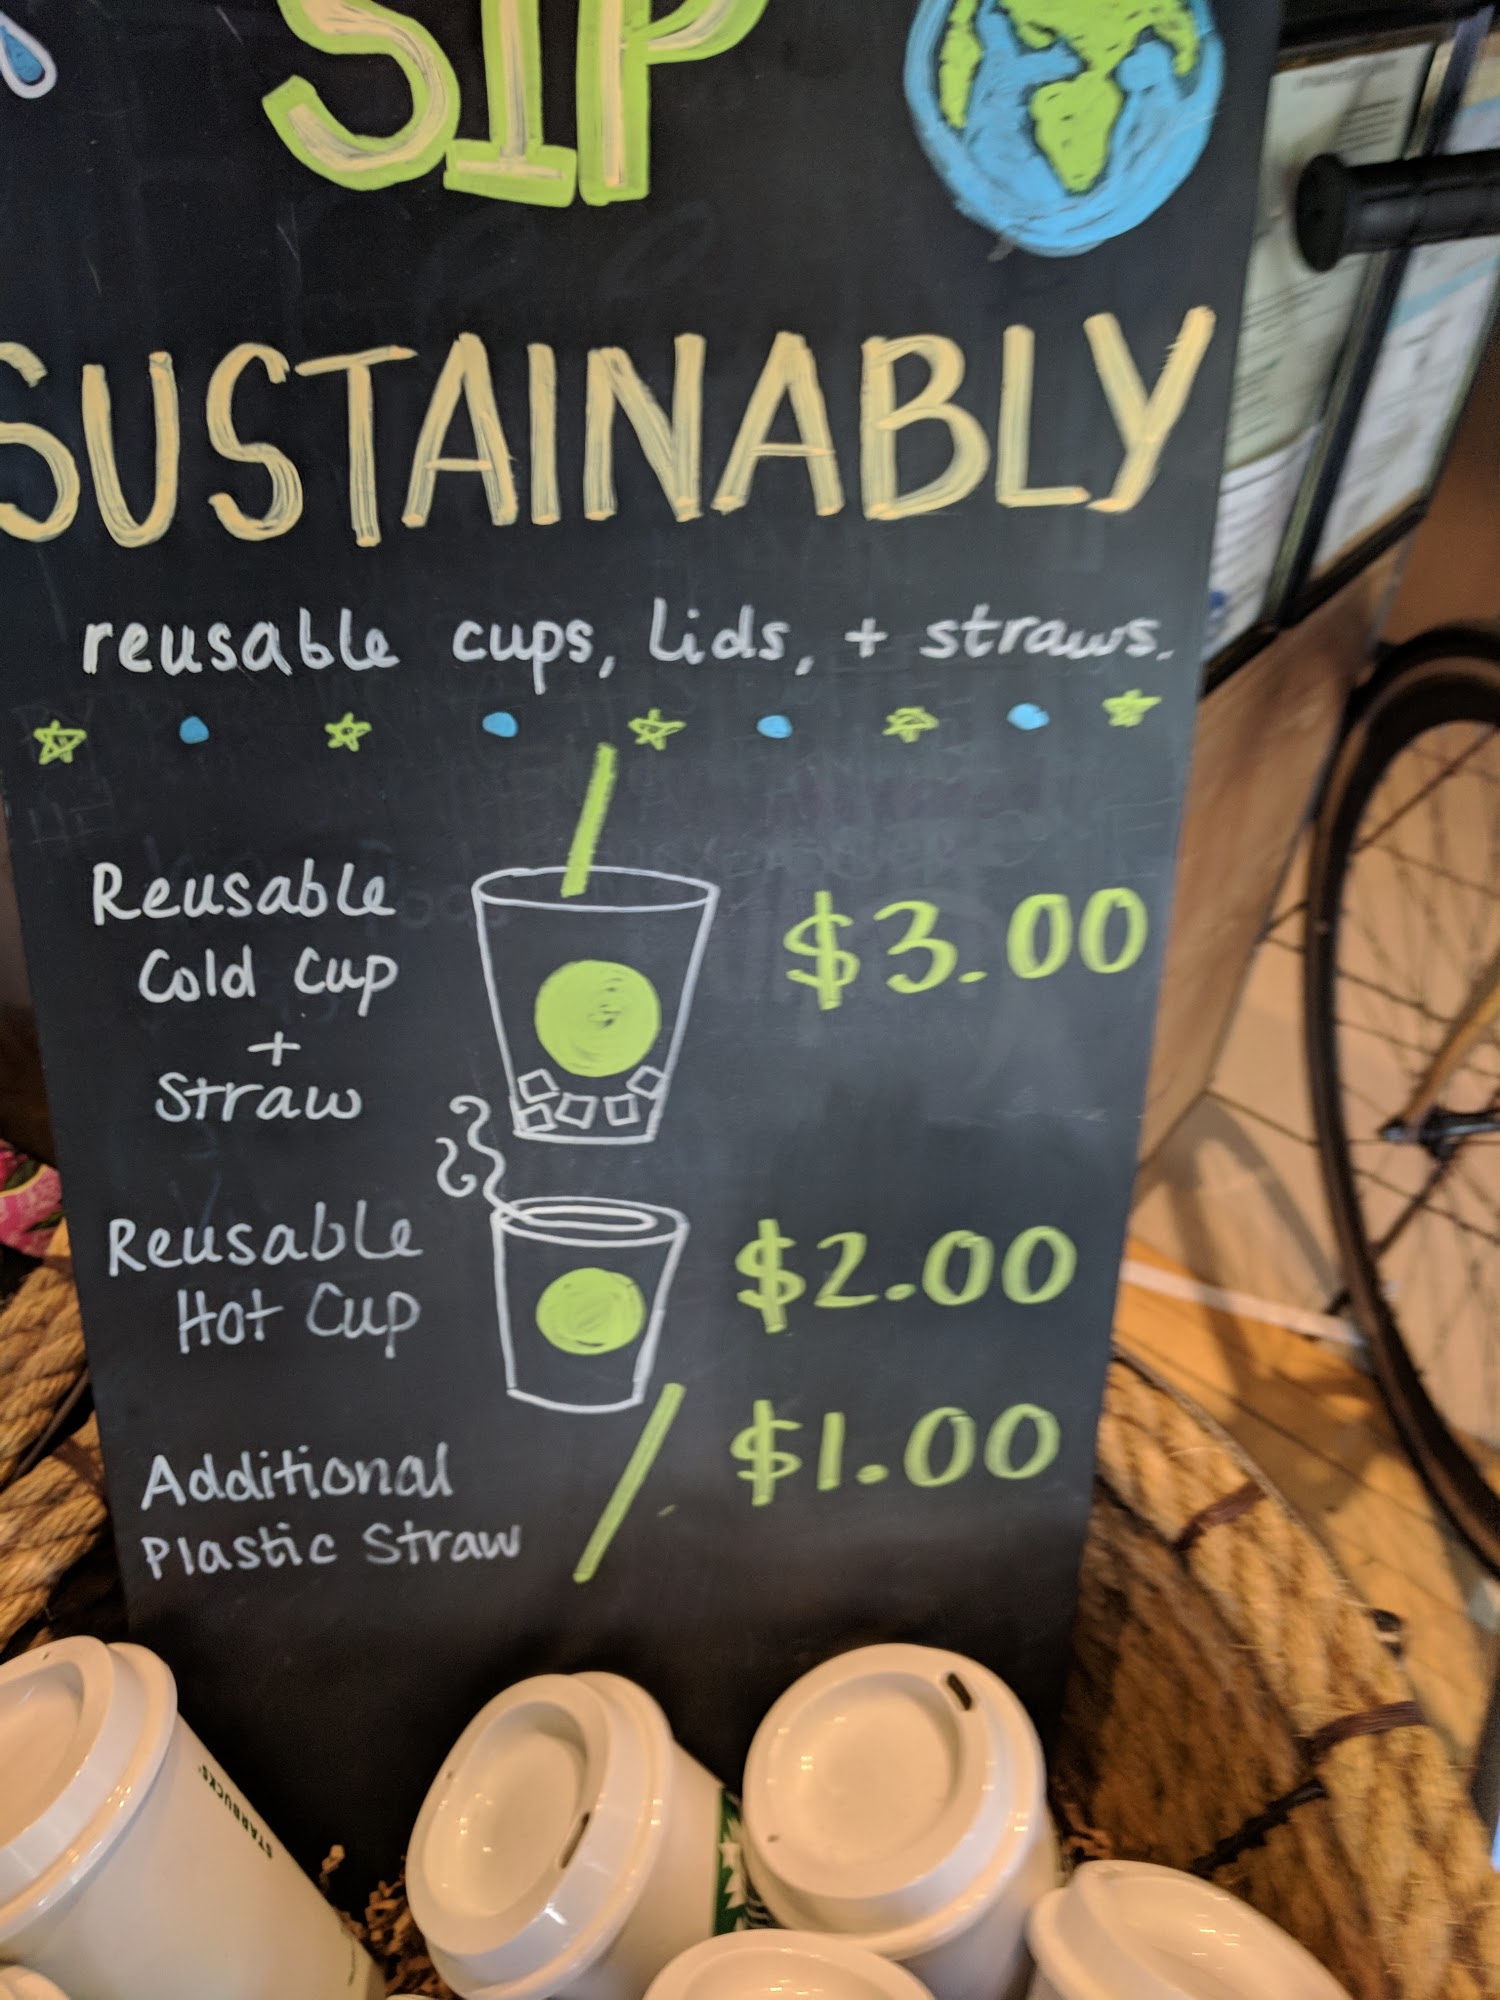 SIP
SUSTAINABLY
reusable cups, lids, + straws.
Reusable
Cold Cup
+
Straw
$3.00
Reusable
Hot Cup
$2.00
Additional
Plastic Straw
$1.00
STARBUCKS